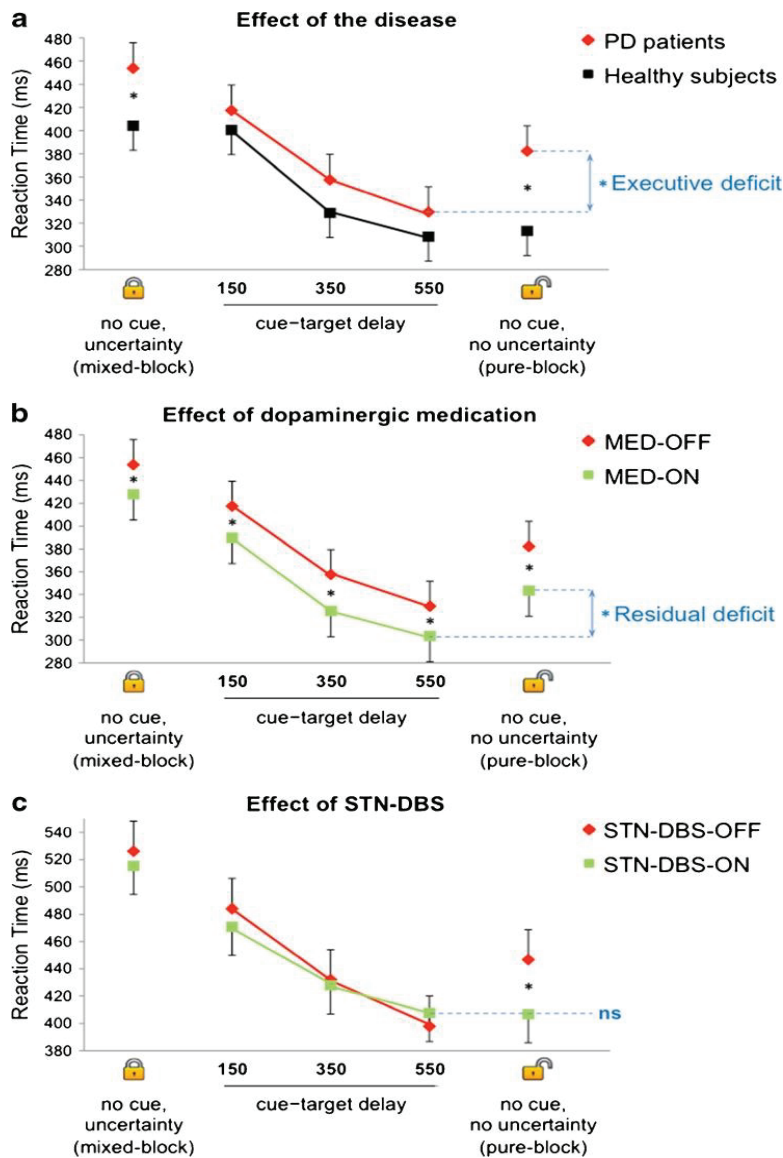 a
Effect of the disease
480
460
440
420
400
380
360
340
320
300
280
Reaction Time (ms)
PD patients
Healthy subjects
*
*
* Executive deficit
150 350 550
no cue,
uncertainty
(mixed-block)
cue-target delay
no cue,
no uncertainty
(pure-block)
b
Effect of dopaminergic medication
480
460
440
420
400
380
360
340
320
300
280
Reaction Time (ms)
MED-OFF
MED-ON
*
*
*
*
*
* Residual deficit
150 350 550
no cue,
uncertainty
(mixed-block)
cue-target delay
no cue,
no uncertainty
(pure-block)
c
Effect of STN-DBS
540
520
500
480
460
440
420
400
380
Reaction Time (ms)
STN-DBS-OFF
STN-DBS-ON
*
ns
150 350 550
no cue,
uncertainty
(mixed-block)
cue-target delay
no cue,
no uncertainty
(pure-block)